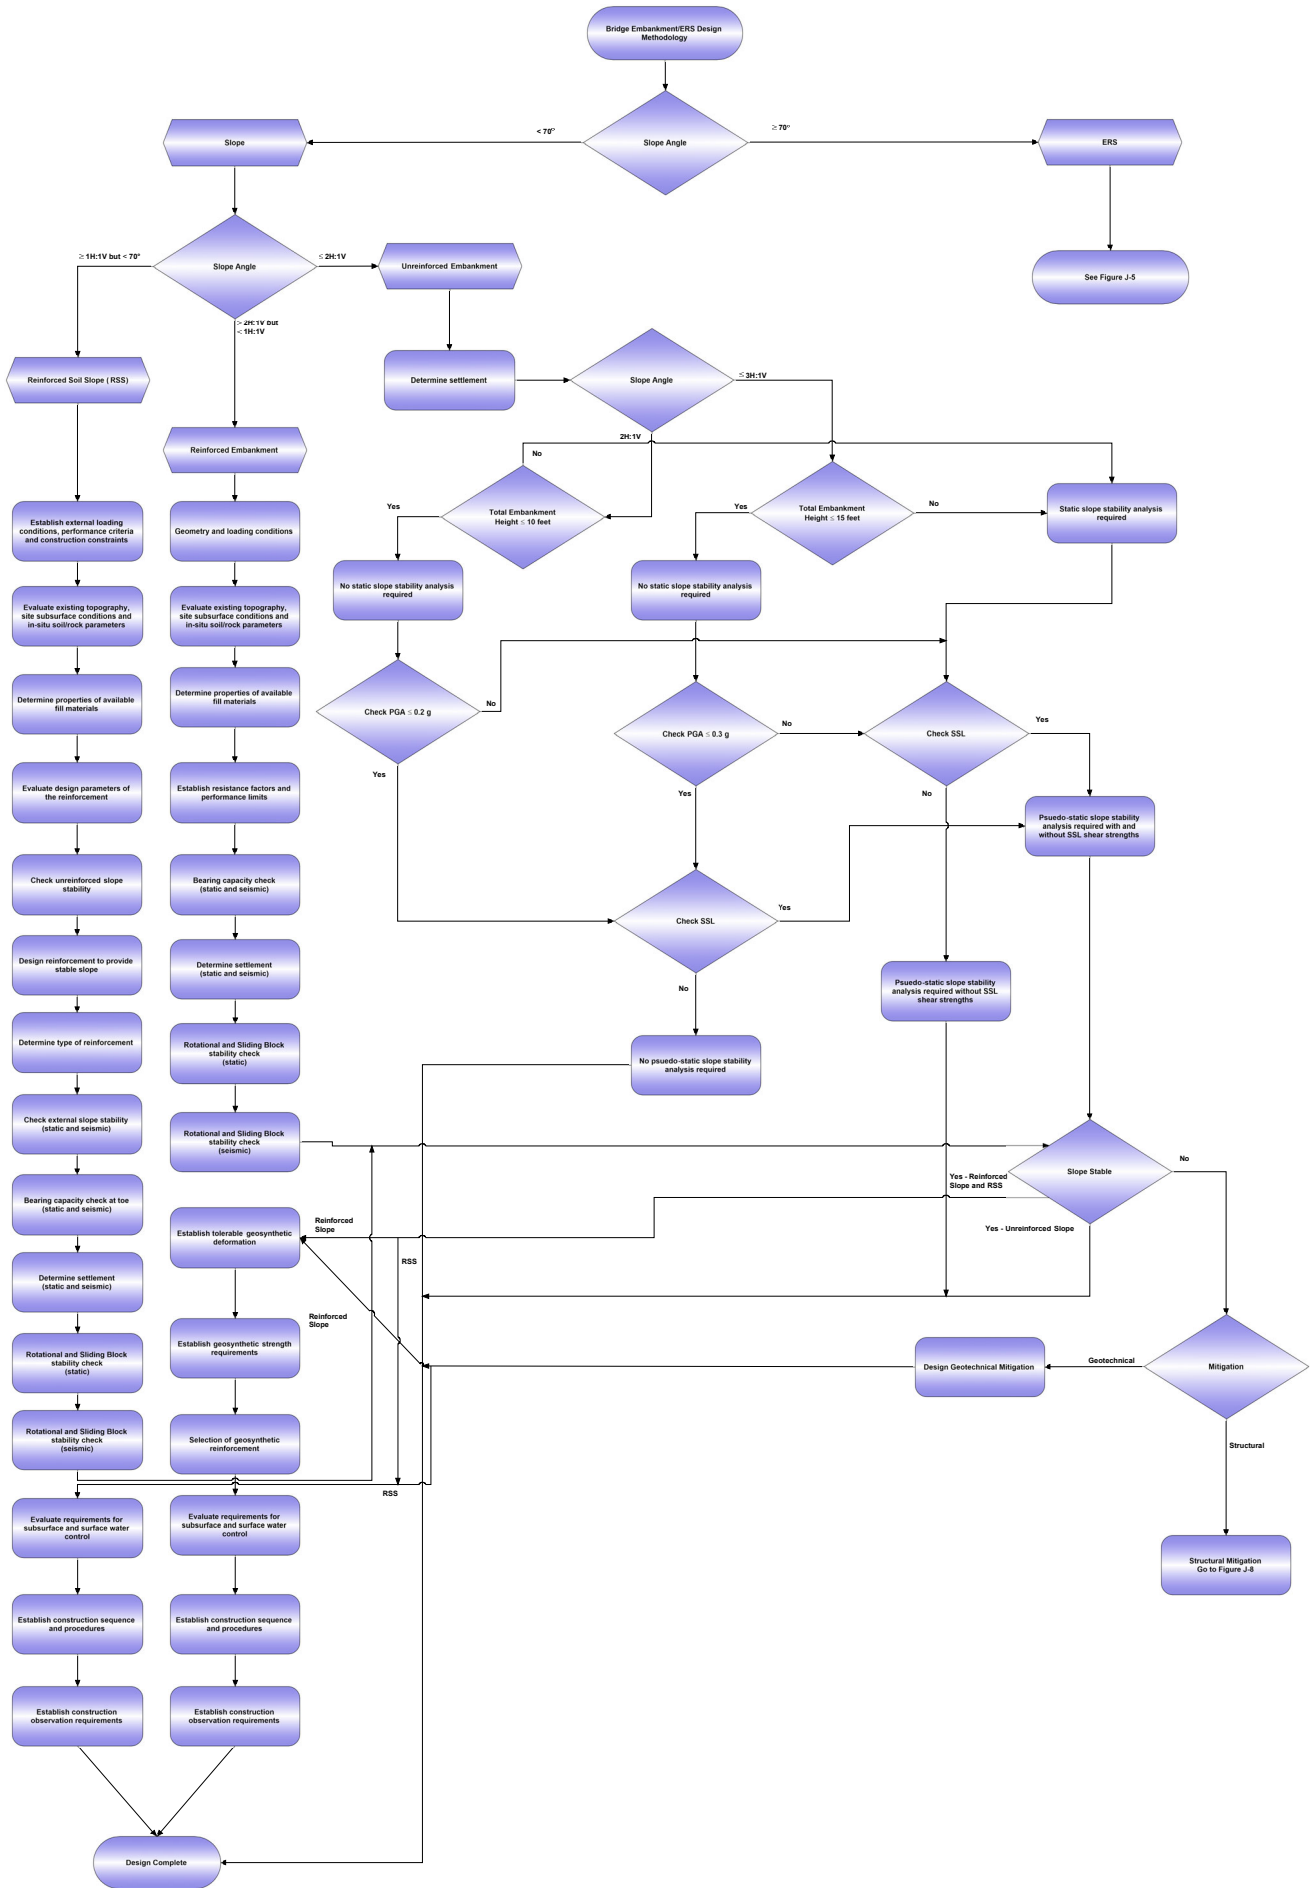 Bridge Embankment/ERS Design
Methodology
Slope Angle
< 70°
≥ 70°
Slope
ERS
See Figure J-5
Slope Angle
≥ 1H:1V but < 70°
≤ 2H:1V
> 2H:1V but
< 1H:1V
Unreinforced Embankment
Reinforced Soil Slope ( RSS)
Determine settlement
Slope Angle
≤ 3H:1V
2H:1V
Reinforced Embankment
No
Yes
Total Embankment
Height ≤ 10 feet
Yes
Total Embankment
Height ≤ 15 feet
No
Static slope stability analysis
required
Establish external loading
conditions, performance criteria
and construction constraints
Geometry and loading conditions
No static slope stability analysis
required
No static slope stability analysis
required
Evaluate existing topography,
site subsurface conditions and
in-situ soil/rock parameters
Evaluate existing topography,
site subsurface conditions and
in-situ soil/rock parameters
Determine properties of available
fill materials
Determine properties of available
fill materials
Check PGA ≤ 0.2 g
No
Yes
Check PGA ≤ 0.3 g
No
Yes
Check SSL
Yes
No
Evaluate design parameters of
the reinforcement
Establish resistance factors and
performance limits
Psuedo-static slope stability
analysis required with and
without SSL shear strengths
Check unreinforced slope
stability
Bearing capacity check
(static and seismic)
Check SSL
Yes
No
Design reinforcement to provide
stable slope
Determine settlement
(static and seismic)
Psuedo-static slope stability
analysis required without SSL
shear strengths
Determine type of reinforcement
Rotational and Sliding Block
stability check
(static)
No psuedo-static slope stability
analysis required
Check external slope stability
(static and seismic)
Rotational and Sliding Block
stability check
(seismic)
Slope Stable
No
Yes - Reinforced
Slope and RSS
Yes - Unreinforced Slope
Bearing capacity check at toe
(static and seismic)
Establish tolerable geosynthetic
deformation
Reinforced
Slope
RSS
Determine settlement
(static and seismic)
Reinforced
Slope
Establish geosynthetic strength
requirements
Rotational and Sliding Block
stability check
(static)
Design Geotechnical Mitigation
Geotechnical
Mitigation
Structural
Rotational and Sliding Block
stability check
(seismic)
Selection of geosynthetic
reinforcement
RSS
Evaluate requirements for
subsurface and surface water
control
Evaluate requirements for
subsurface and surface water
control
Structural Mitigation
Go to Figure J-8
Establish construction sequence
and procedures
Establish construction sequence
and procedures
Establish construction
observation requirements
Establish construction
observation requirements
Design Complete